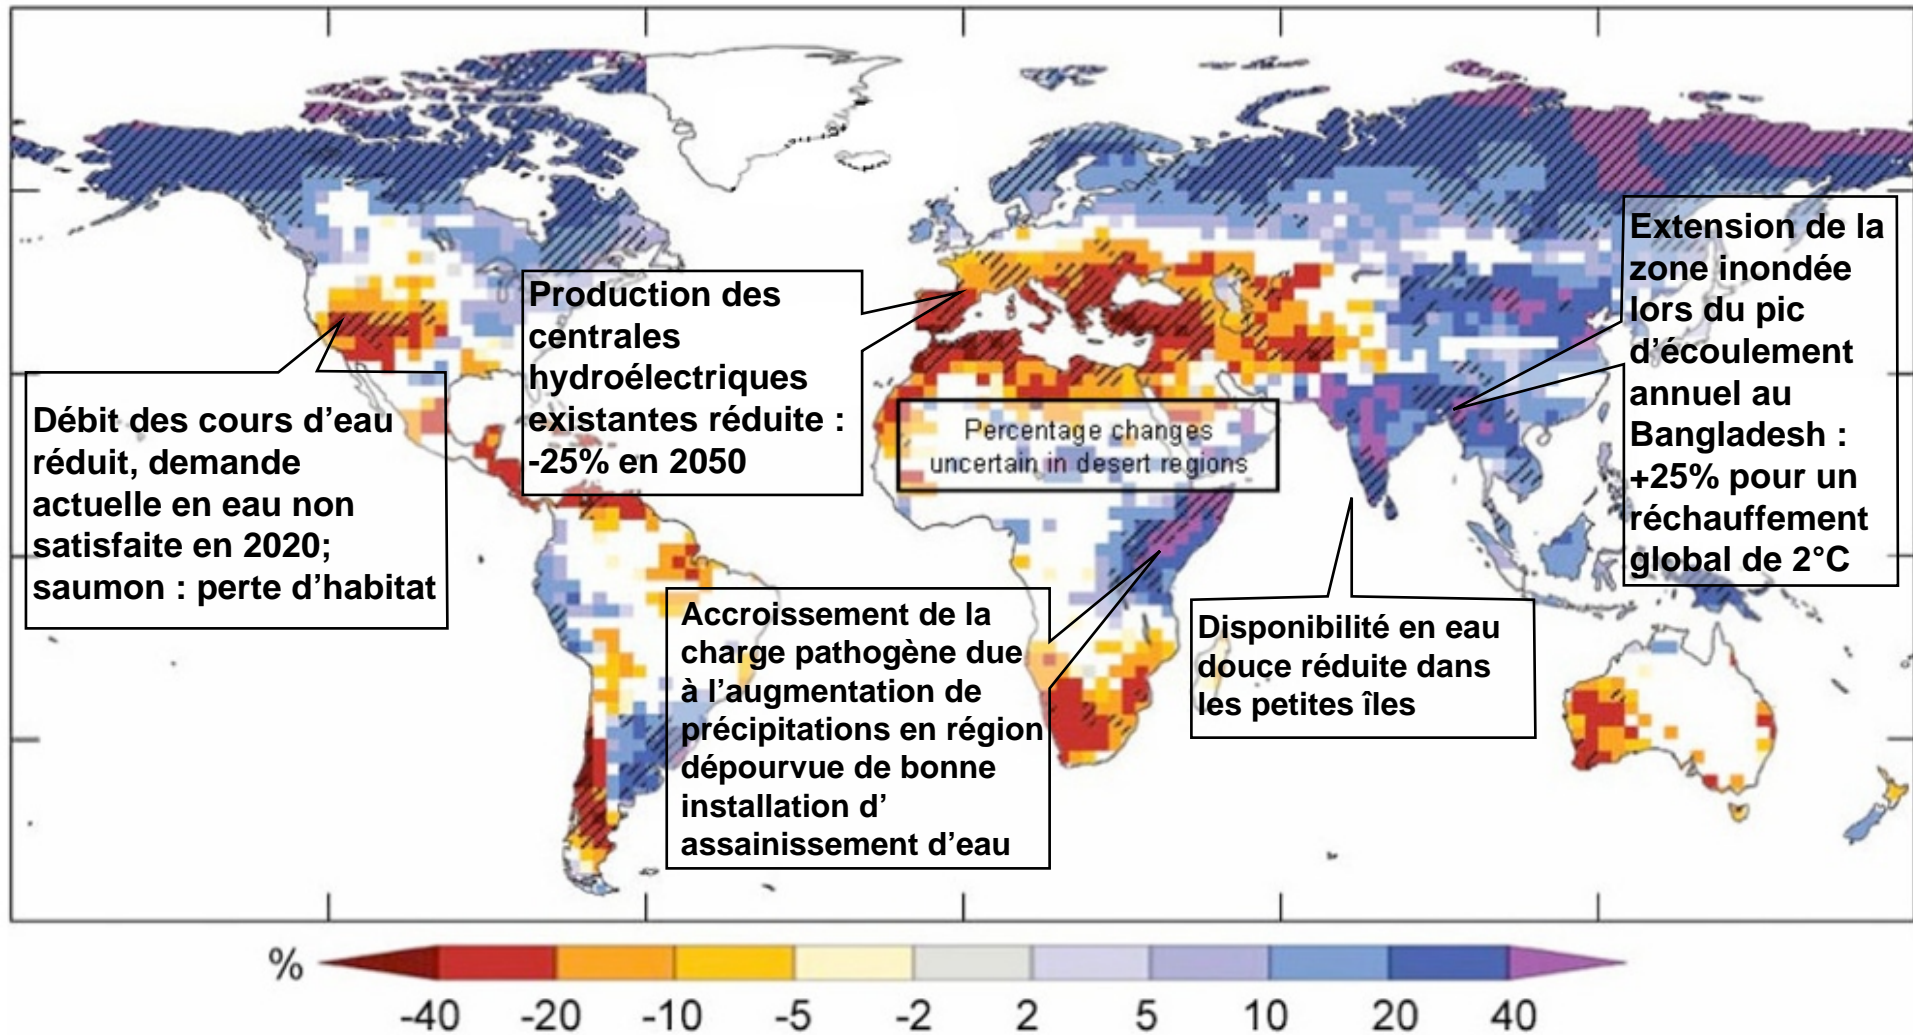 Débit des cours d’eau
réduit, demande
actuelle en eau non
satisfaite en 2020;
saumon : perte d’habitat
Production des
centrales
hydroélectriques
existantes réduite :
-25% en 2050
Percentage changes
uncertain in desert regions
Accroissement de la
charge pathogène due
à l’augmentation de
précipitations en région
dépourvue de bonne
installation d’
assainissement d’eau
Disponibilité en eau
douce réduite dans
les petites îles
Extension de la
zone inondée
lors du pic
d’écoulement
annuel au
Bangladesh :
+25% pour un
réchauffement
global de 2°C
%
-40 -20 -10 -5 -2 2 5 10 20 40